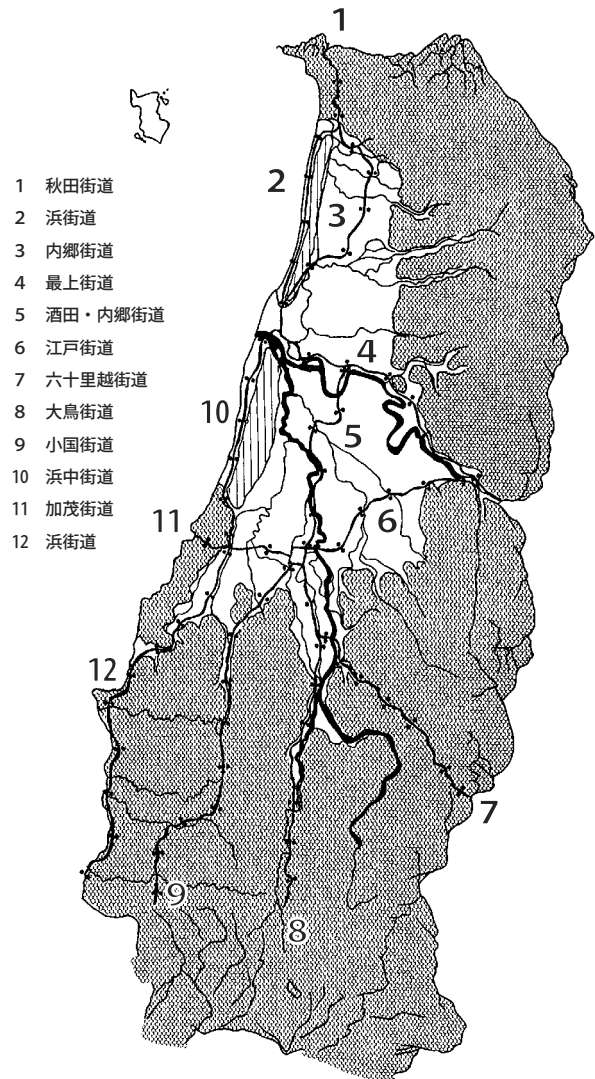 1 秋田街道
2 浜街道
3 内郷街道
4 最上街道
5 酒田・内郷街道
6 江戸街道
7 六十里越街道
8 大鳥街道
9 小国街道
10 浜中街道
11 加茂街道
12 浜街道
1
2
3
4
10
5
11
6
12
7
9
8